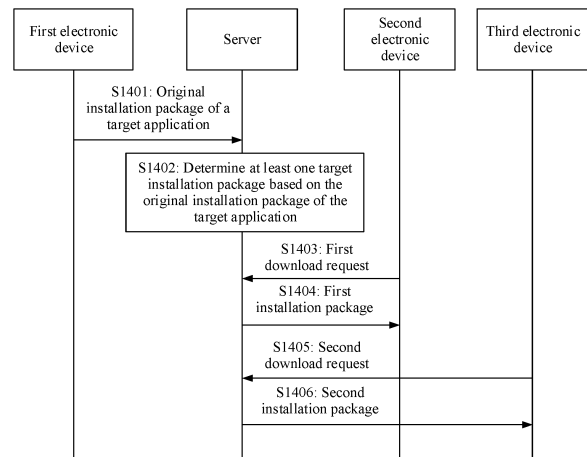 First electronic
device
Server
Second
electronic
device
Third electronic
device
S1401: Original
installation package of a
target application
S1402: Determine at least one target
installation package based on the
original installation package of the
target application
S1403: First
download request
S1404: First
installation package
S1405: Second
download request
S1406: Second
installation package